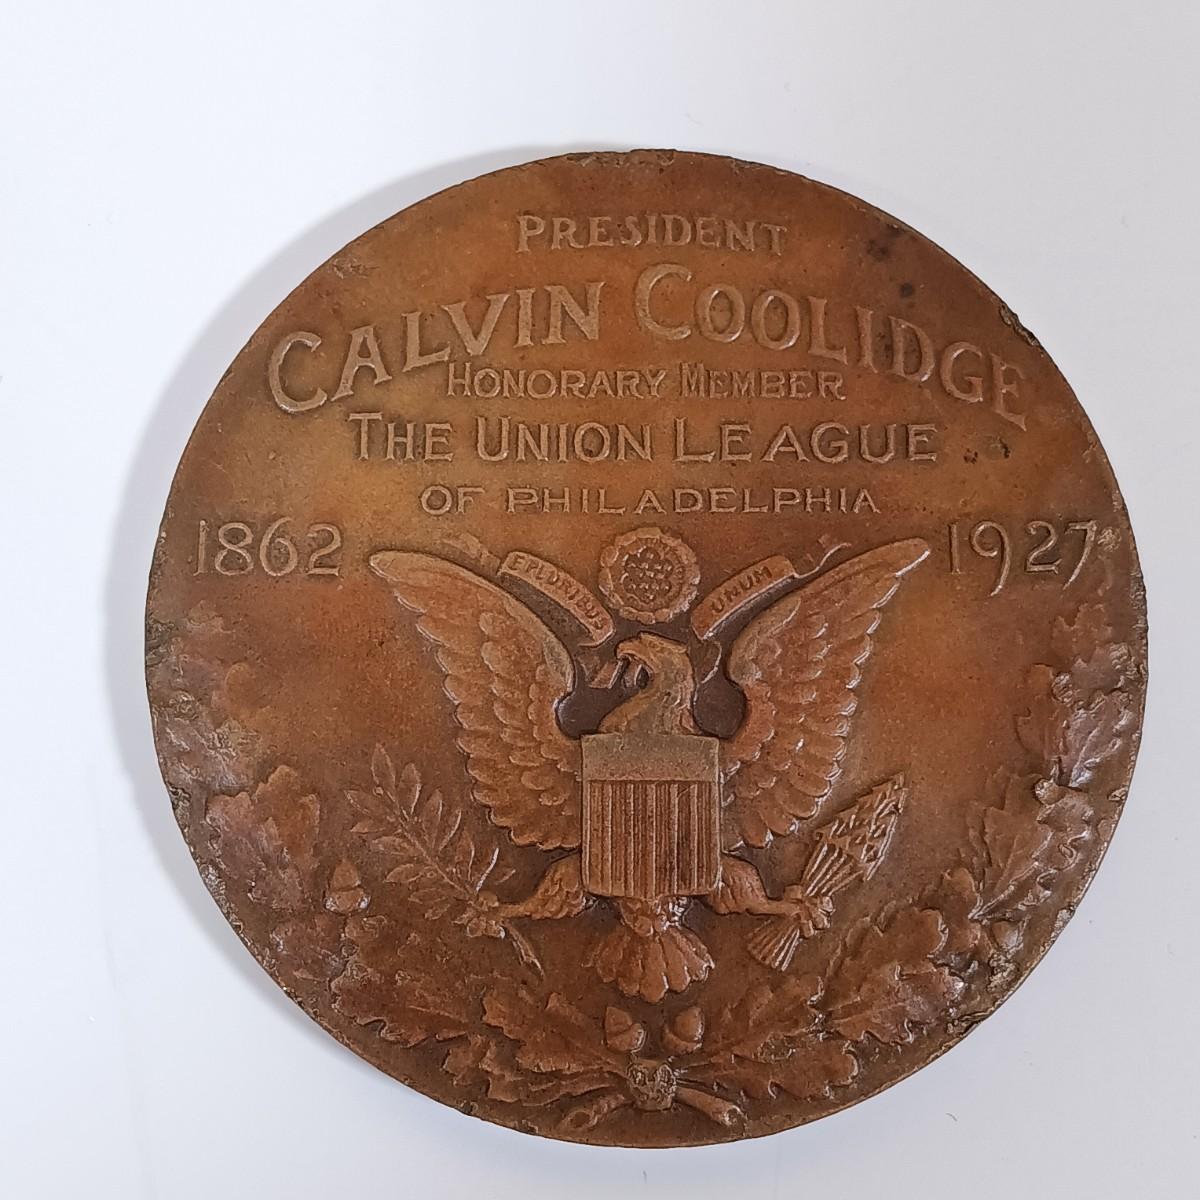 PRESIDENT
CALVIN COOLIDGE
HONORARY MEMBER
THE UNION LEAGUE
OF PHILADELPHIA
1862 1927
E PLURIBUS UNUM